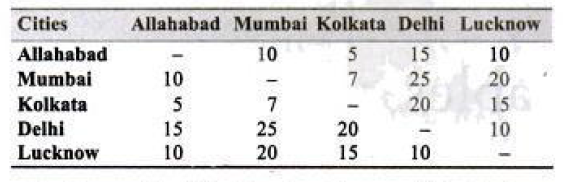 Cities Allahabad Mumbai Kolkata Delhi Lucknow
Allahabad – 10 5 15 10
Mumbai 10 – 7 25 20
Kolkata 5 7 – 20 15
Delhi 15 25 20 – 10
Lucknow 10 20 15 10 –